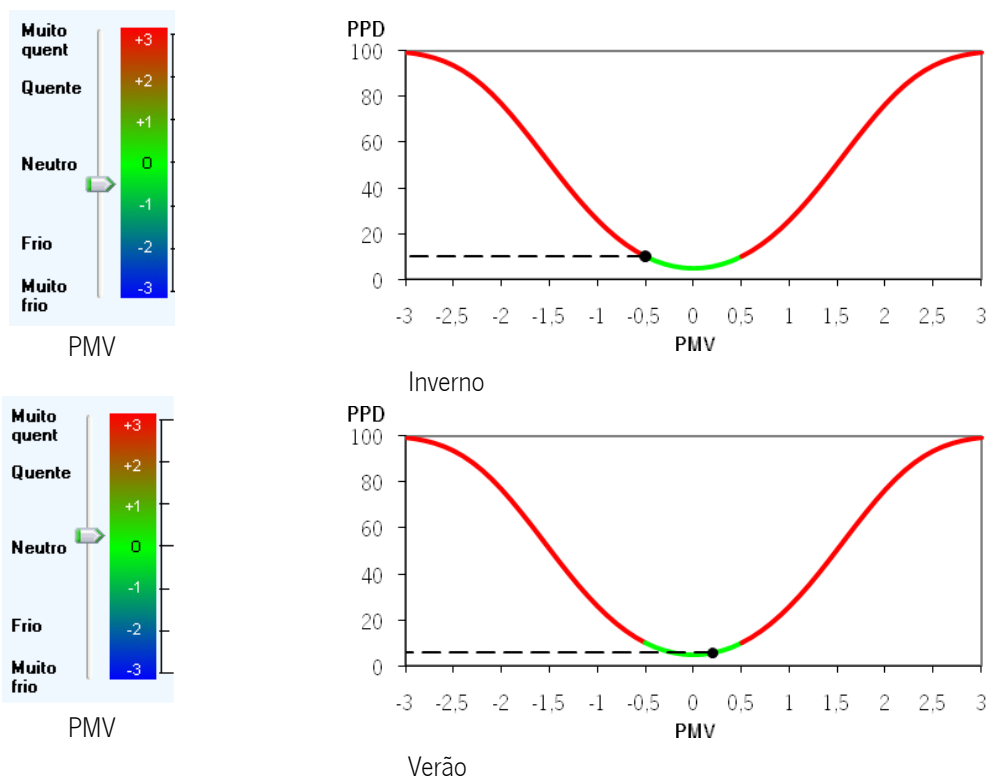 Muito
quent
Quente
Neutro
Frio
Muito
frio
+3
+2
+1
0
-1
-2
-3
PMV
PPD
100
80
60
40
20
0
-3 -2,5 -2 -1,5 -1 -0,5 0 0,5 1 1,5 2 2,5 3
PMV
Inverno
Muito
quent
Quente
Neutro
Frio
Muito
frio
+3
+2
+1
0
-1
-2
-3
PMV
PPD
100
80
60
40
20
0
-3 -2,5 -2 -1,5 -1 -0,5 0 0,5 1 1,5 2 2,5 3
PMV
Verão